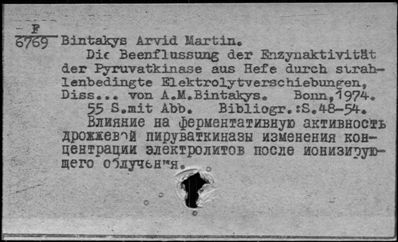 F
6769 Bintakys Arvid Martin.
Die Beenflussung der Enzynaktivität
der Pyruvatkinase aus Hefe durch strah-
lenbedingte Elektrolytverschiebungen,
Diss... von A.M.Bintakys. Bonn,1974.
55 S.mit Abb. Bibliogr.:S.48-54.
Влияние на ферментативную активность
дрожжевой пируваткиназы изменения кон-
центрации электролитов после ионизирую-
щего облучения.